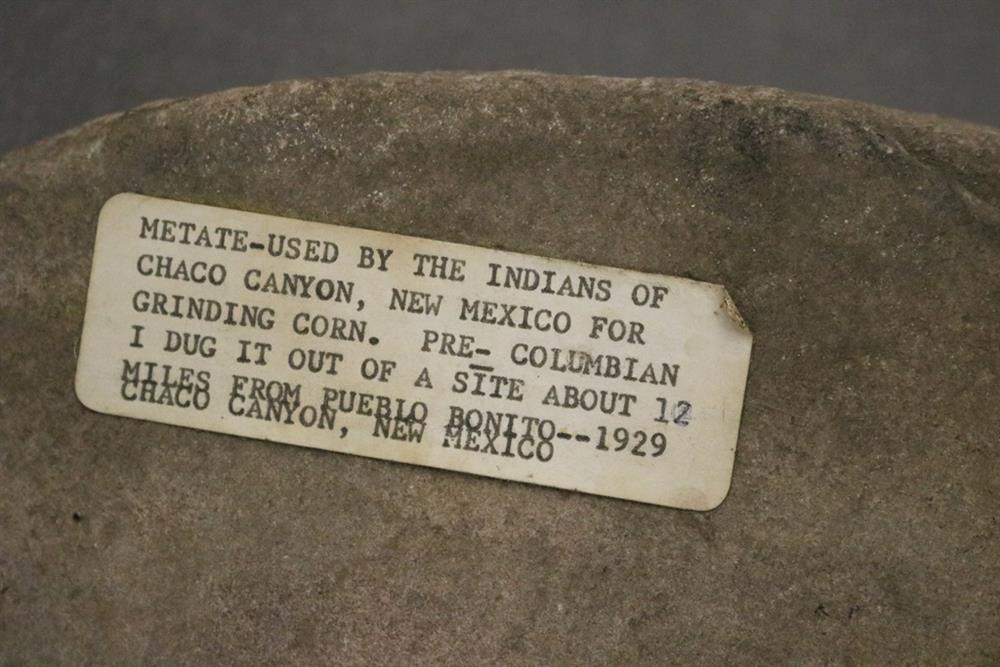 METATE-USED BY THE INDIANS OF
CHACO CANYON, NEW MEXICO FOR
GRINDING CORN.  PRE- COLUMBIAN
I DUG IT OUT OF A SITE ABOUT 12
MILES FROM PUEBLO BONITO--1929
CHACO CANYON, NEW MEXICO